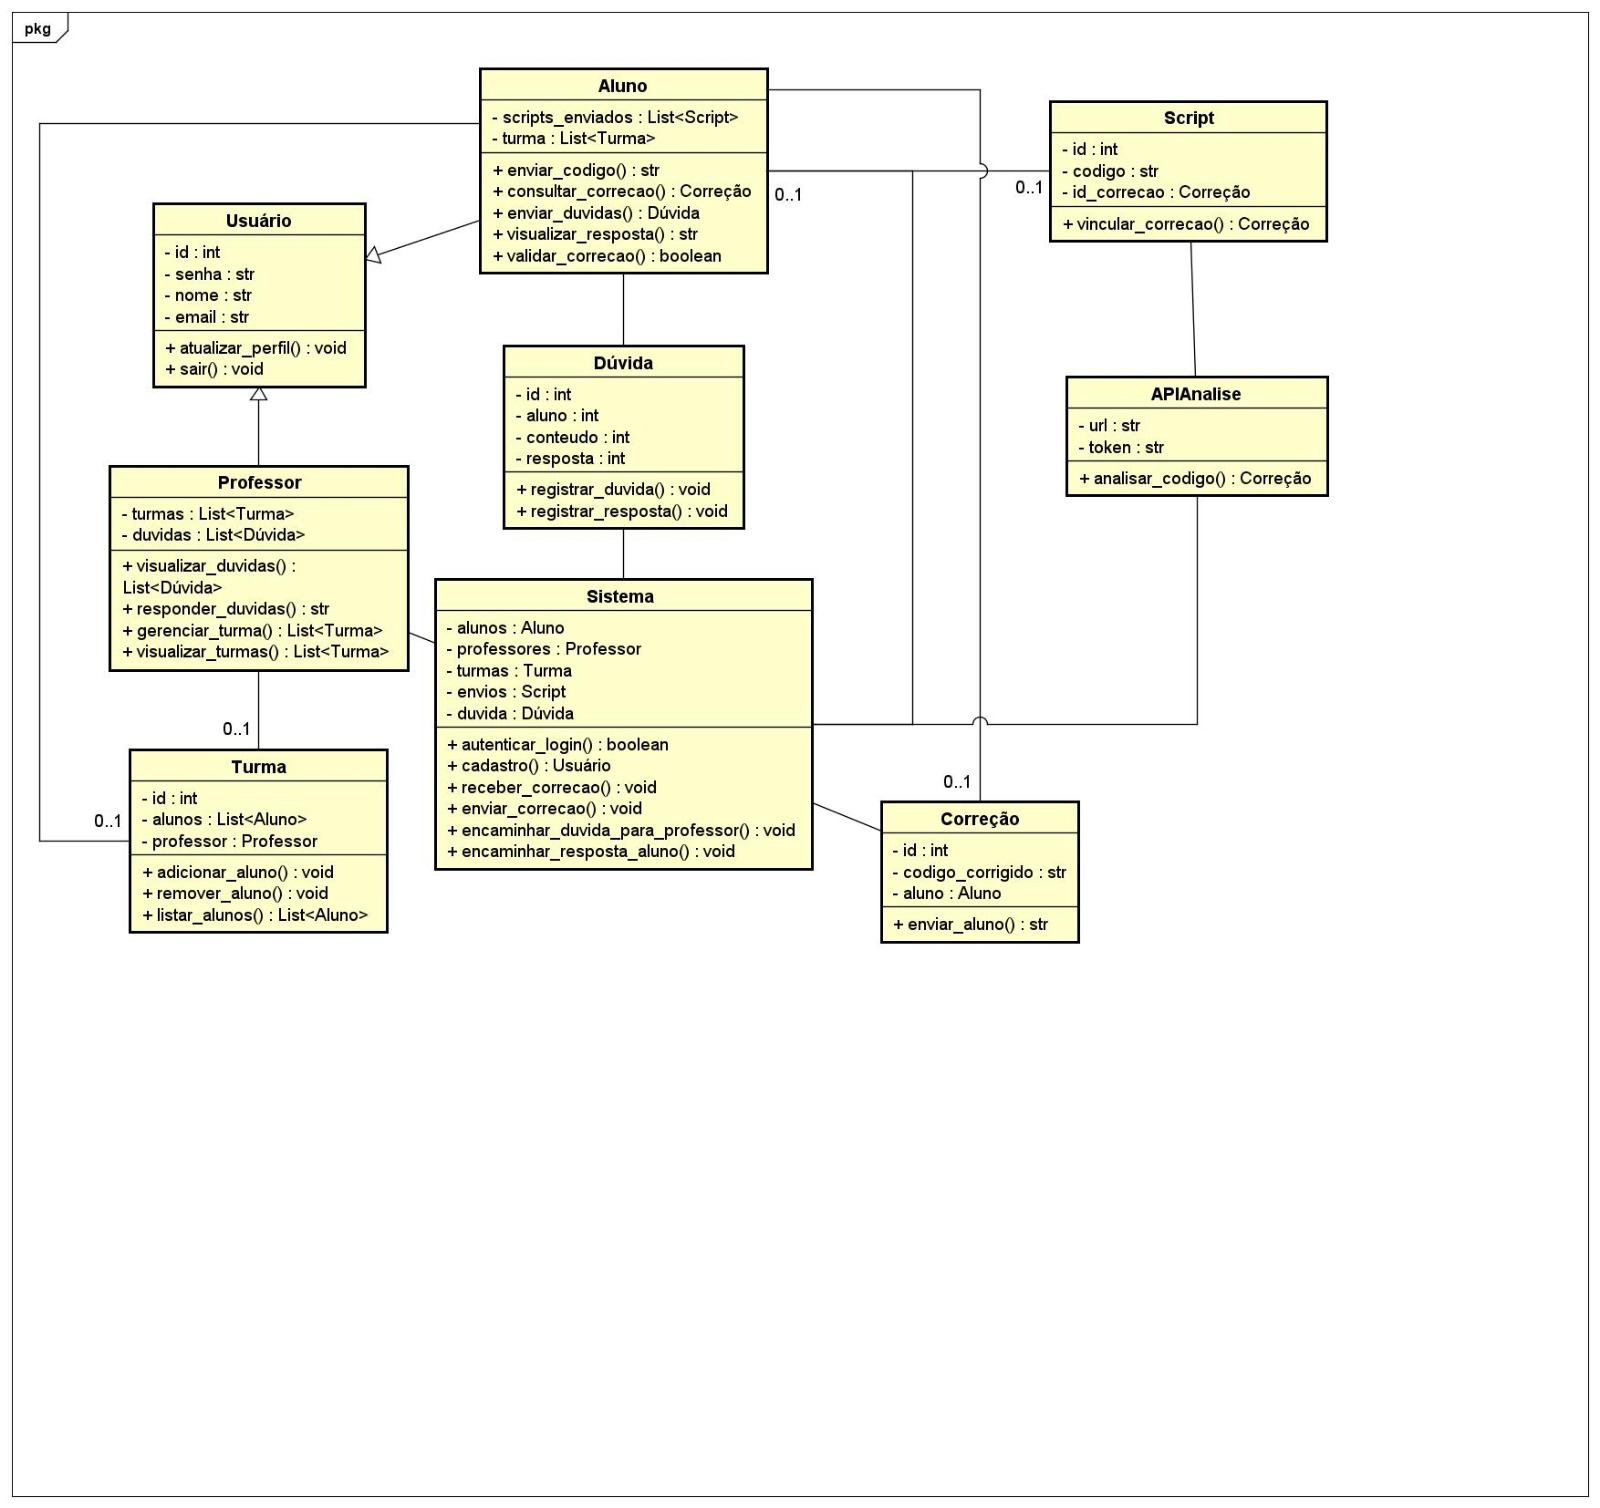 pkg
Aluno
- scripts_enviados : List<Script>
- turma : List<Turma>
+ enviar_codigo() : str
+ consultar_correcao() : Correção
+ enviar_duvidas() : Dúvida
+ visualizar_resposta() : str
+ validar_correcao() : boolean
0..1
0..1
Script
- id : int
- codigo : str
- id_correcao : Correção
+ vincular_correcao() : Correção
Usuário
- id : int
- senha : str
- nome : str
- email : str
+ atualizar_perfil() : void
+ sair() : void
Dúvida
- id : int
- aluno : int
- conteudo : int
- resposta : int
+ registrar_duvida() : void
+ registrar_resposta() : void
APIAnalise
- url : str
- token : str
+ analisar_codigo() : Correção
Professor
- turmas : List<Turma>
- duvidas : List<Dúvida>
+ visualizar_duvidas() :
List<Dúvida>
+ responder_duvidas() : str
+ gerenciar_turma() : List<Turma>
+ visualizar_turmas() : List<Turma>
Sistema
- alunos : Aluno
- professores : Professor
- turmas : Turma
- envios : Script
- duvida : Dúvida
+ autenticar_login() : boolean
+ cadastro() : Usuário
+ receber_correcao() : void
+ enviar_correcao() : void
+ encaminhar_duvida_para_professor() : void
+ encaminhar_resposta_aluno() : void
0..1
0..1
Turma
- id : int
- alunos : List<Aluno>
- professor : Professor
+ adicionar_aluno() : void
+ remover_aluno() : void
+ listar_alunos() : List<Aluno>
0..1
Correção
- id : int
- codigo_corrigido : str
- aluno : Aluno
+ enviar_aluno() : str